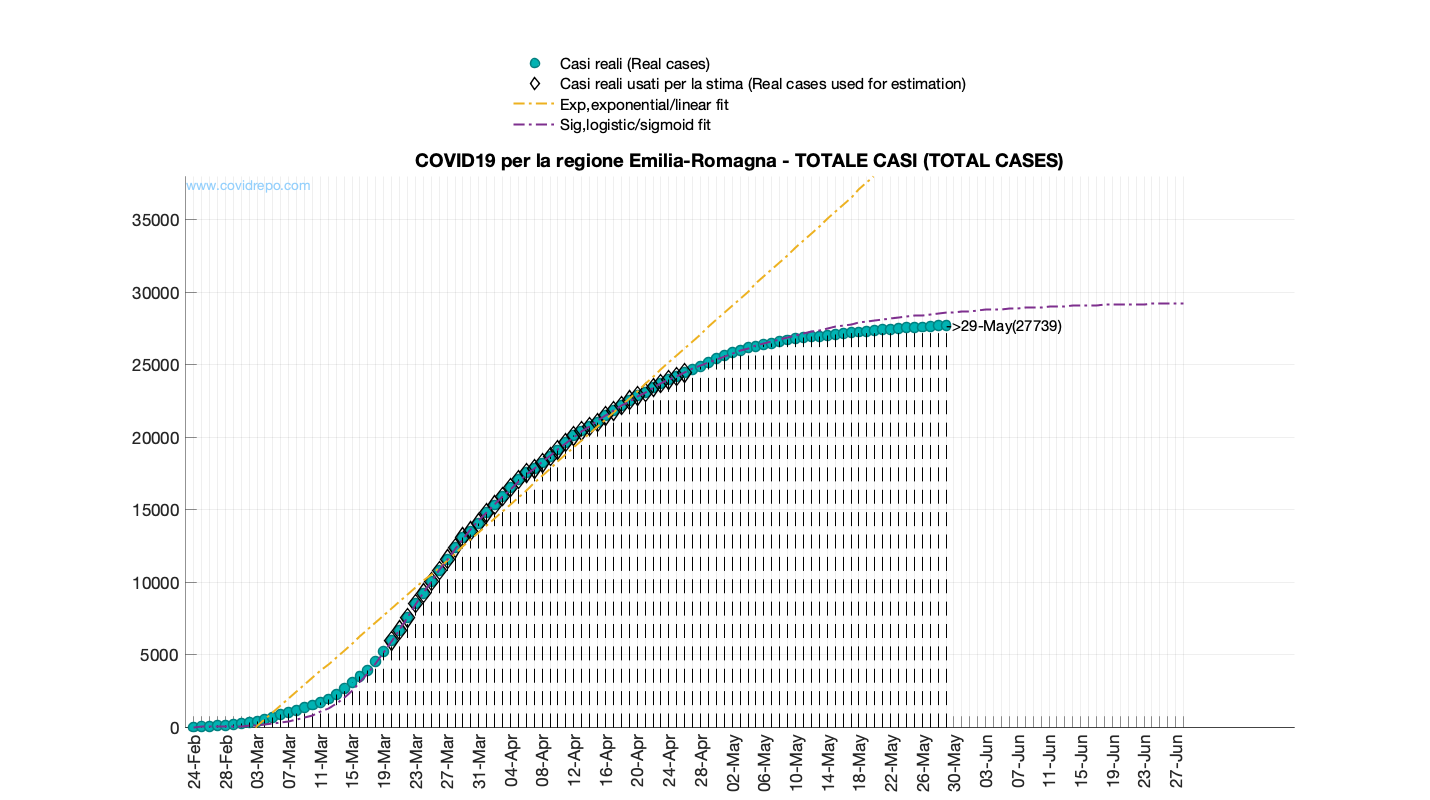 Casi reali (Real cases)
Casi reali usati per la stima (Real cases used for estimation)
Exp,exponential/linear fit
Sig,logistic/sigmoid fit
COVID19 per la regione Emilia-Romagna - TOTALE CASI (TOTAL CASES)
www.covidrepo.com
35000
30000
25000
20000
15000
10000
5000
0
->29-May(27739)
24-Feb
28-Feb
03-Mar
07-Mar
11-Mar
15-Mar
19-Mar
23-Mar
27-Mar
31-Mar
04-Apr
08-Apr
12-Apr
16-Apr
20-Apr
24-Apr
28-Apr
02-May
06-May
10-May
14-May
18-May
22-May
26-May
30-May
03-Jun
07-Jun
11-Jun
15-Jun
19-Jun
23-Jun
27-Jun